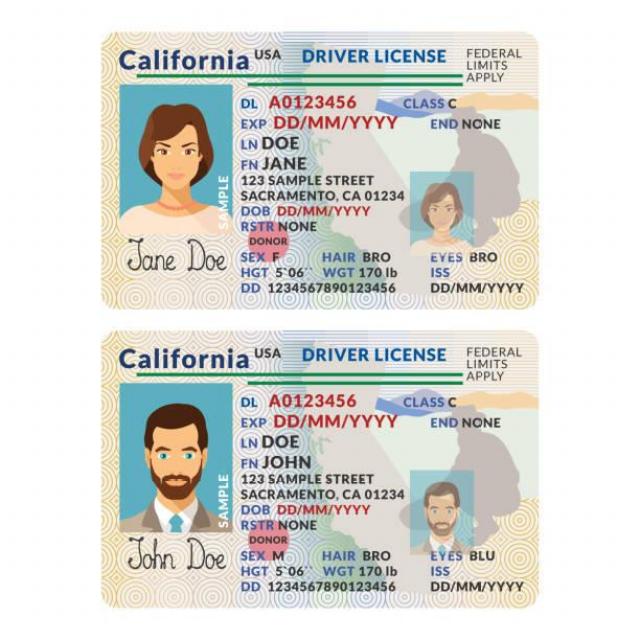 California USA DRIVER LICENSE FEDERAL
LIMITS
APPLY
DL A0123456 CLASS C
EXP DD/MM/YYYY END NONE
LN DOE
FN JANE
123 SAMPLE STREET
SACRAMENTO, CA 01234
DOB DD/MM/YYYY
RSTR NONE
DONOR
SAMPLE
Jane Doe
SEX F HAIR BRO EYES BRO
HGT 5`06`` WGT 170 lb ISS
DD 1234567890123456 DD/MM/YYYY
California USA DRIVER LICENSE FEDERAL
LIMITS
APPLY
DL A0123456 CLASS C
EXP DD/MM/YYYY END NONE
LN DOE
FN JOHN
123 SAMPLE STREET
SACRAMENTO, CA 01234
DOB DD/MM/YYYY
RSTR NONE
DONOR
SAMPLE
John Doe
SEX M HAIR BRO EYES BLU
HGT 5`06`` WGT 170 lb ISS
DD 1234567890123456 DD/MM/YYYY